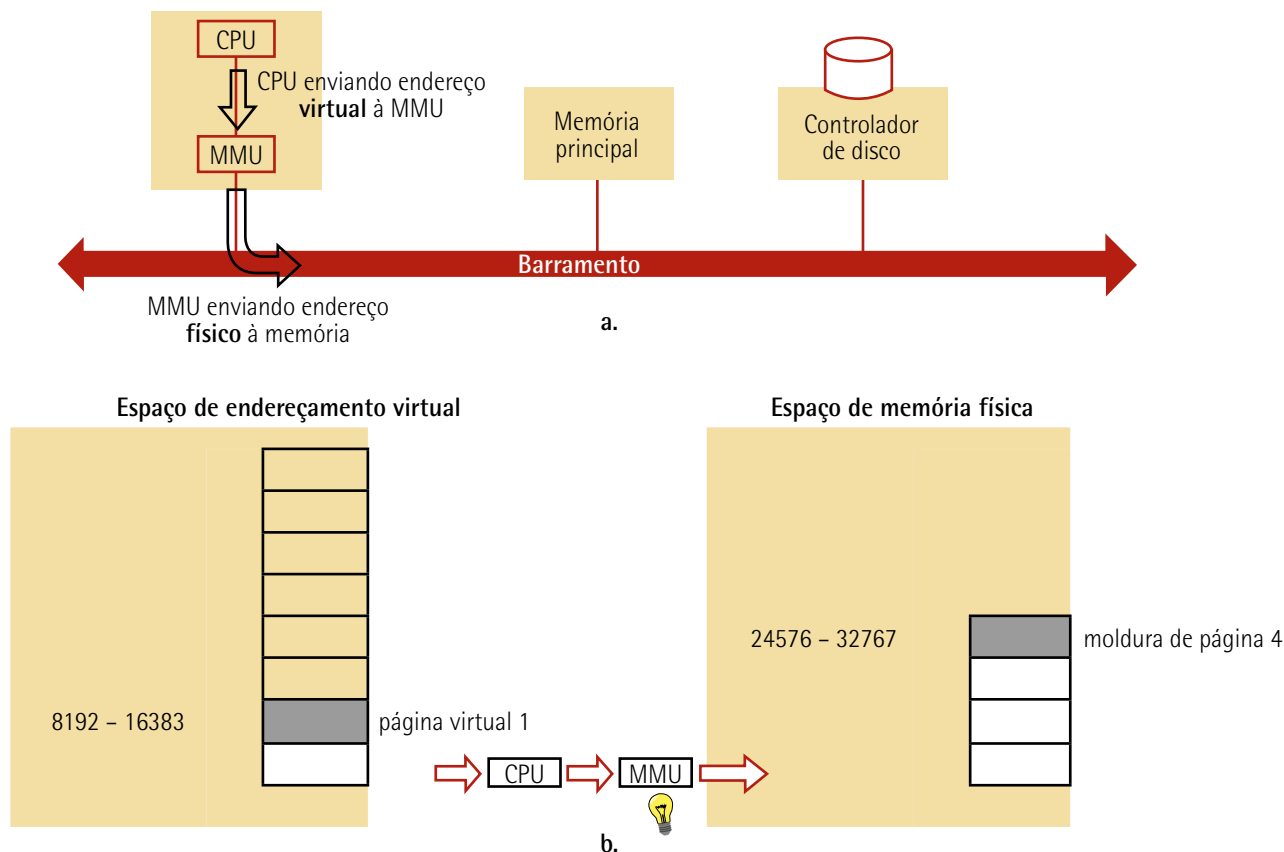 CPU
CPU enviando endereço
virtual à MMU
MMU
Memória
principal
Controlador
de disco
Barramento
MMU enviando endereço
físico à memória
a.
Espaço de endereçamento virtual
Espaço de memória física
24576 – 32767
moldura de página 4
8192 – 16383
página virtual 1
CPU
MMU
b.